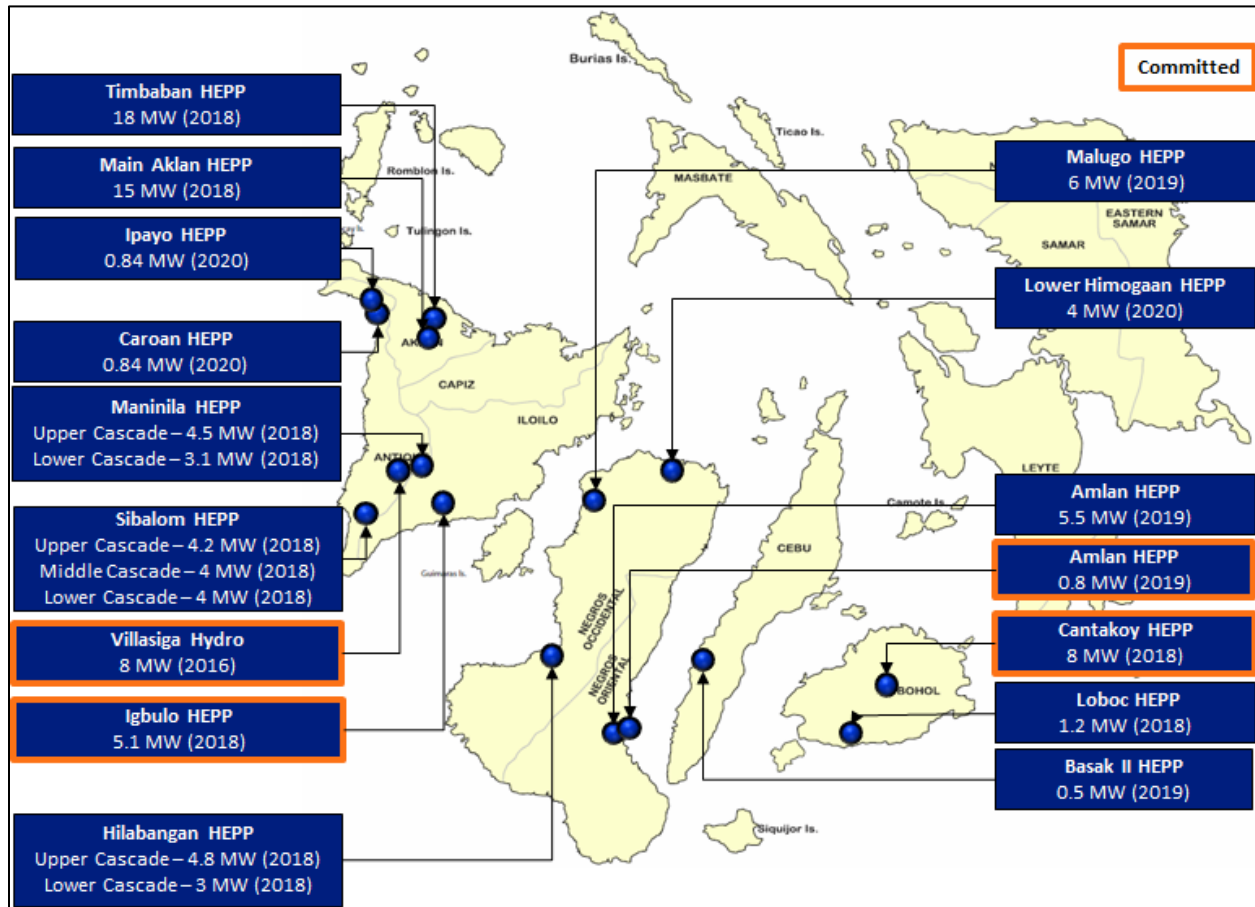 Committed
Timbaban HEPP
18 MW (2018)
Main Aklan HEPP
15 MW (2018)
Ipayo HEPP
0.84 MW (2020)
Caroan HEPP
0.84 MW (2020)
Maninila HEPP
Upper Cascade – 4.5 MW (2018)
Lower Cascade – 3.1 MW (2018)
Sibalom HEPP
Upper Cascade – 4.2 MW (2018)
Middle Cascade – 4 MW (2018)
Lower Cascade – 4 MW (2018)
Villasiga Hydro
8 MW (2016)
Igbulo HEPP
5.1 MW (2018)
Hilabangan HEPP
Upper Cascade – 4.8 MW (2018)
Lower Cascade – 3 MW (2018)
Burias Is.
Ticao Is.
Romblon Is.
MASBATE
Tulingon Is.
EASTERN
SAMAR
SAMAR
CAPIZ
ILOILO
LEYTE
Camote Is.
CEBU
Guimaras Is.
NEGROS
OCCIDENTAL
NEGROS
ORIENTAL
BOHOL
Siquijor Is.
Malugo HEPP
6 MW (2019)
Lower Himogaan HEPP
4 MW (2020)
Amlan HEPP
5.5 MW (2019)
Amlan HEPP
0.8 MW (2019)
Cantakoy HEPP
8 MW (2018)
Loboc HEPP
1.2 MW (2018)
Basak II HEPP
0.5 MW (2019)